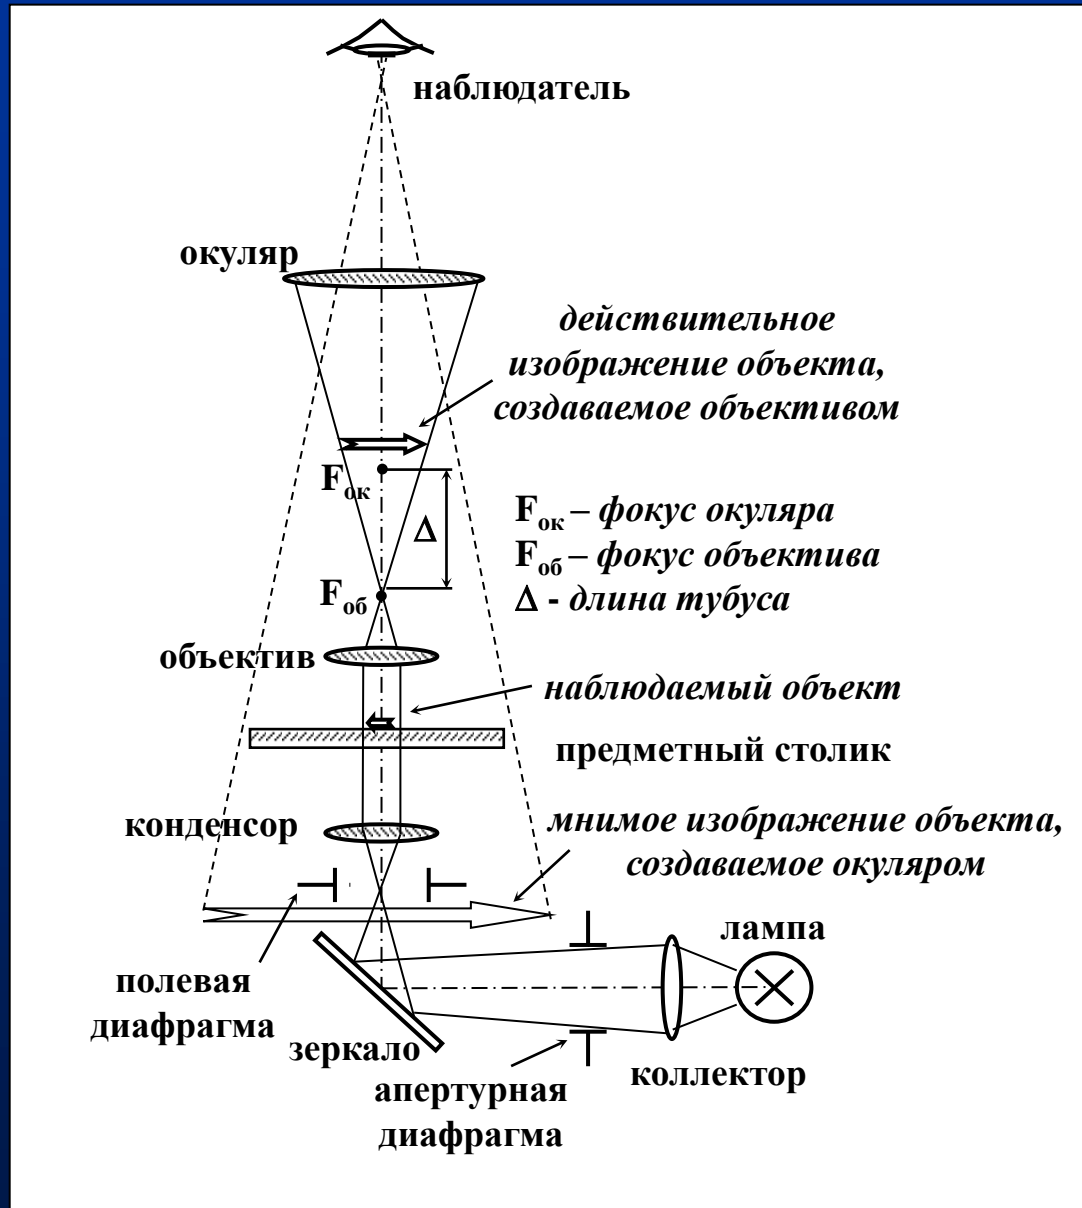 наблюдатель
окуляр
действительное
изображение объекта,
создаваемое объективом
Fок
Δ
Fок – фокус окуляра
Fоб – фокус объектива
Δ - длина тубуса
Fоб
объектив
наблюдаемый объект
предметный столик
конденсор
мнимое изображение объекта,
создаваемое окуляром
лампа
полевая
диафрагма
зеркало
апертурная
диафрагма
коллектор